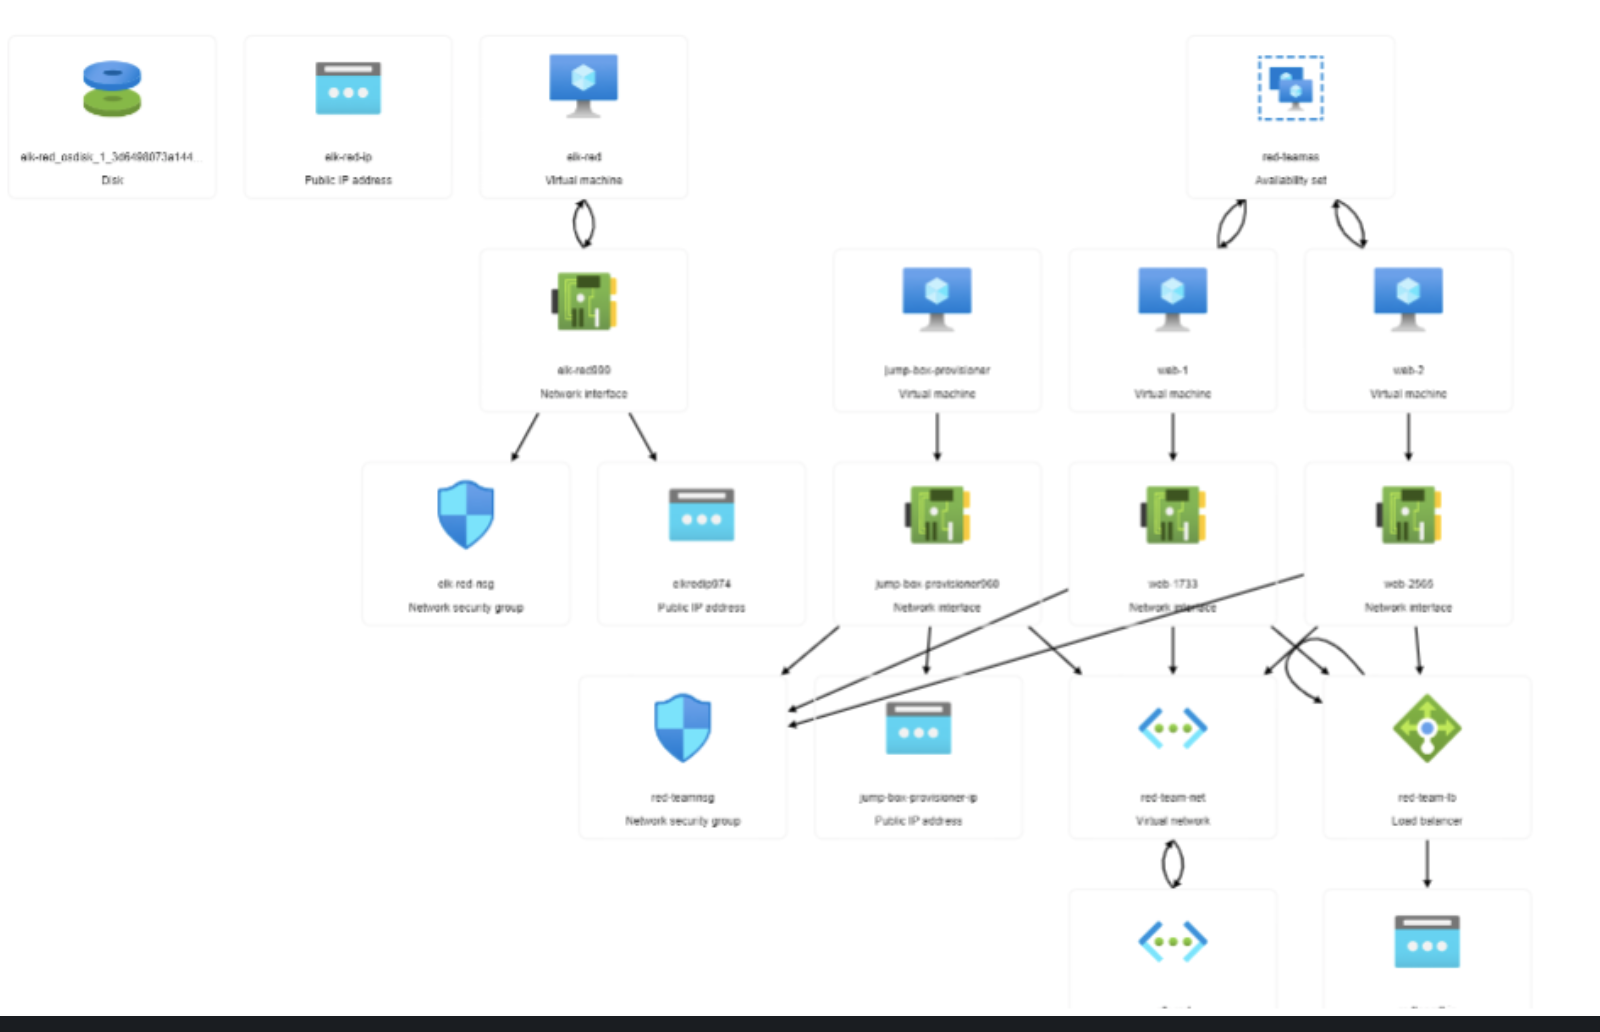 elk-red_osdisk_1_3d6498073a144...
Disk
elk-red-ip
Public IP address
elk-red
Virtual machine
red-teamas
Availability set
elk-red999
Network interface
jump-box-provisioner
Virtual machine
web-1
Virtual machine
web-2
Virtual machine
elk-red-nsg
Network security group
elkredip974
Public IP address
jump-box-provisioner960
Network interface
web-1733
Network interface
web-2565
Network interface
red-teamnsg
Network security group
jump-box-provisioner-ip
Public IP address
red-team-net
Virtual network
red-team-lb
Load balancer